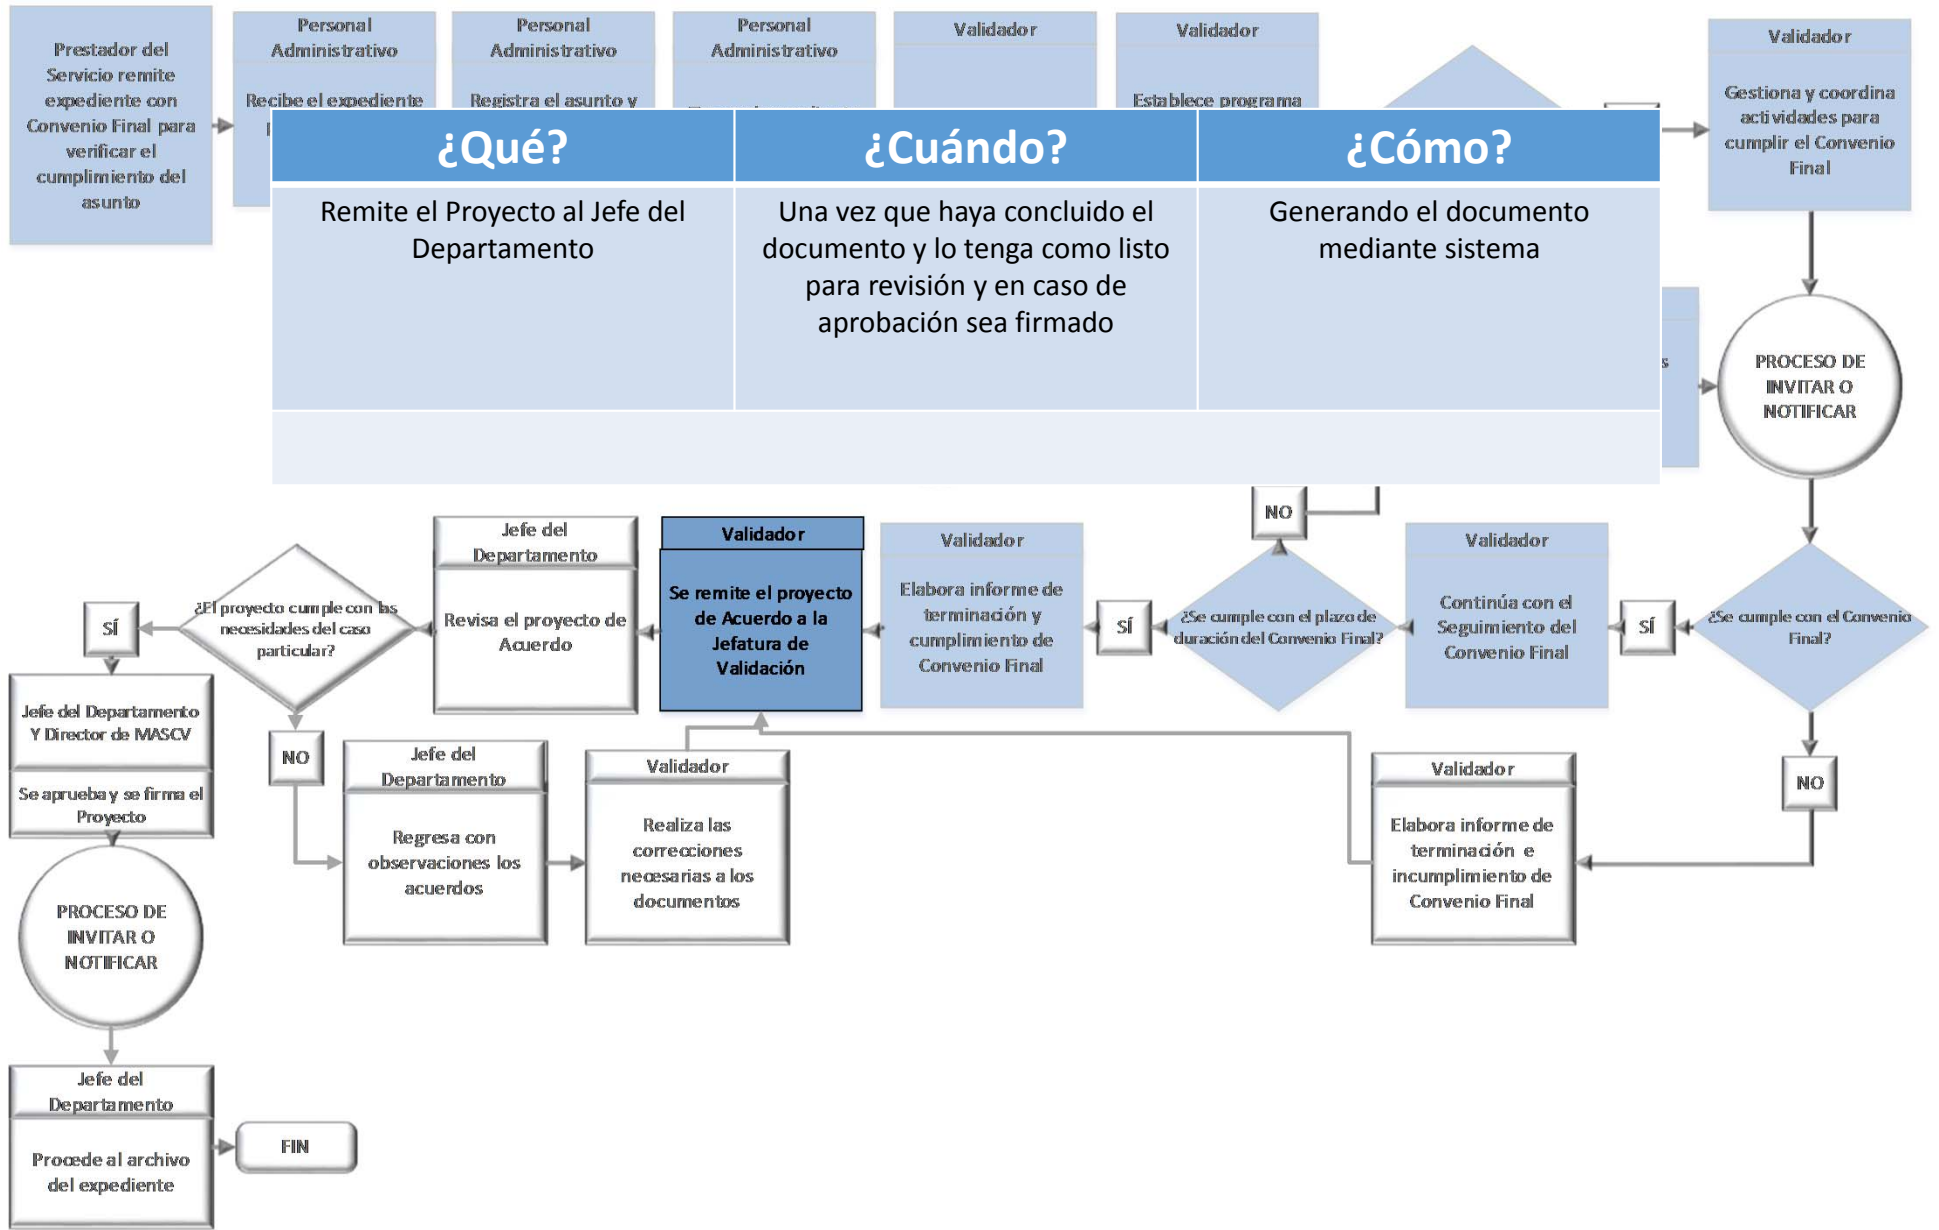 Prestador del
Servicio remite
expediente con
Convenio Final para
verificar el
cumplimiento del
asunto
Personal
Administrativo
Recibe el expediente
Personal
Administrativo
Registra el asunto y
Personal
Administrativo
Validador
Validador
Establece programa
Validador
Gestiona y coordina
actividades para
cumplir el Convenio
Final
¿Qué?
¿Cuándo?
¿Cómo?
Remite el Proyecto al Jefe del
Departamento
Una vez que haya concluido el
documento y lo tenga como listo
para revisión y en caso de
aprobación sea firmado
Generando el documento
mediante sistema
s
PROCESO DE
INVITAR O
NOTIFICAR
¿Se cumple con el Convenio
Final?
SÍ
Validador
Continúa con el
Seguimiento del
Convenio Final
¿Se cumple con el plazo de
duración del Convenio Final?
NO
SÍ
Validador
Elabora informe de
terminación y
cumplimiento de
Convenio Final
Validador
Se remite el proyecto
de Acuerdo a la
Jefatura de
Validación
Jefe del
Departamento
Revisa el proyecto de
Acuerdo
¿El proyecto cumple con las
necesidades del caso
particular?
SÍ
Jefe del Departamento
Y Director de MASCV
Se aprueba y se firma el
Proyecto
NO
Jefe del
Departamento
Regresa con
observaciones los
acuerdos
Validador
Realiza las
correcciones
necesarias a los
documentos
NO
Validador
Elabora informe de
terminación e
incumplimiento de
Convenio Final
PROCESO DE
INVITAR O
NOTIFICAR
Jefe del
Departamento
Procede al archivo
del expediente
FIN